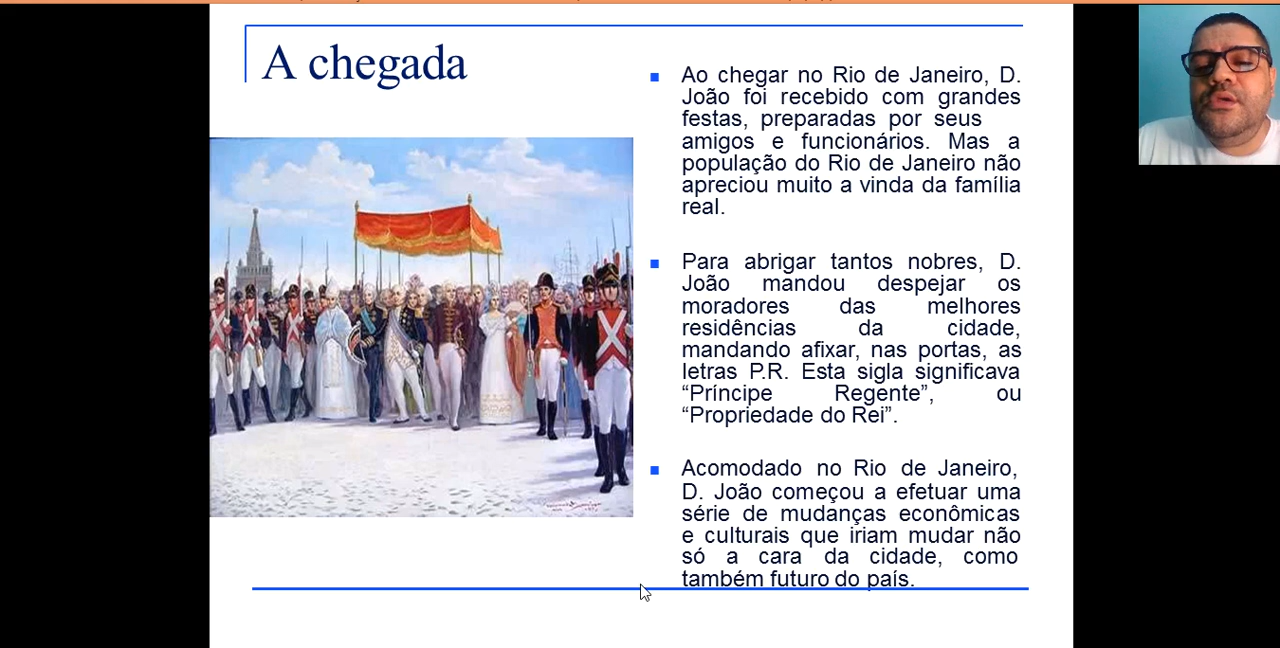 A chegada
Ao chegar no Rio de Janeiro, D.
João foi recebido com grandes
festas, preparadas por seus
amigos e funcionários. Mas a
população do Rio de Janeiro não
apreciou muito a vinda da família
real.
Para abrigar tantos nobres, D.
João mandou despejar os
moradores das melhores
residências da cidade,
mandando afixar, nas portas, as
letras P.R. Esta sigla significava
“Príncipe Regente”, ou
“Propriedade do Rei”.
Acomodado no Rio de Janeiro,
D. João começou a efetuar uma
série de mudanças econômicas
e culturais que iriam mudar não
só a cara da cidade, como
também futuro do país.